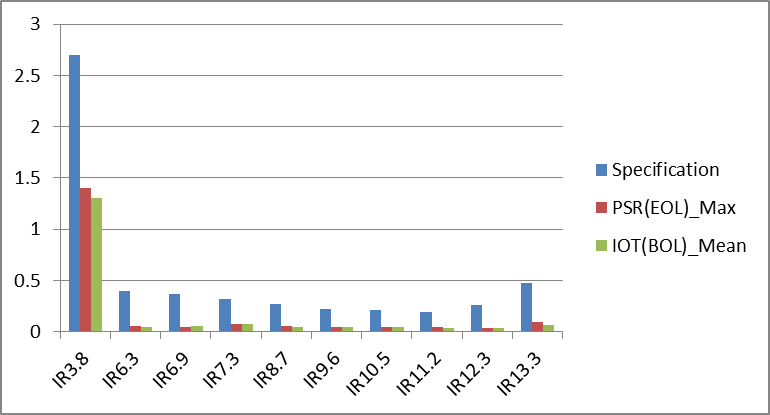 3
2.5
2
1.5
1
0.5
0
IR3.8
IR6.3
IR6.9
IR7.3
IR8.7
IR9.6
IR10.5
IR11.2
IR12.3
IR13.3
Specification
PSR(EOL)_Max
IOT(BOL)_Mean